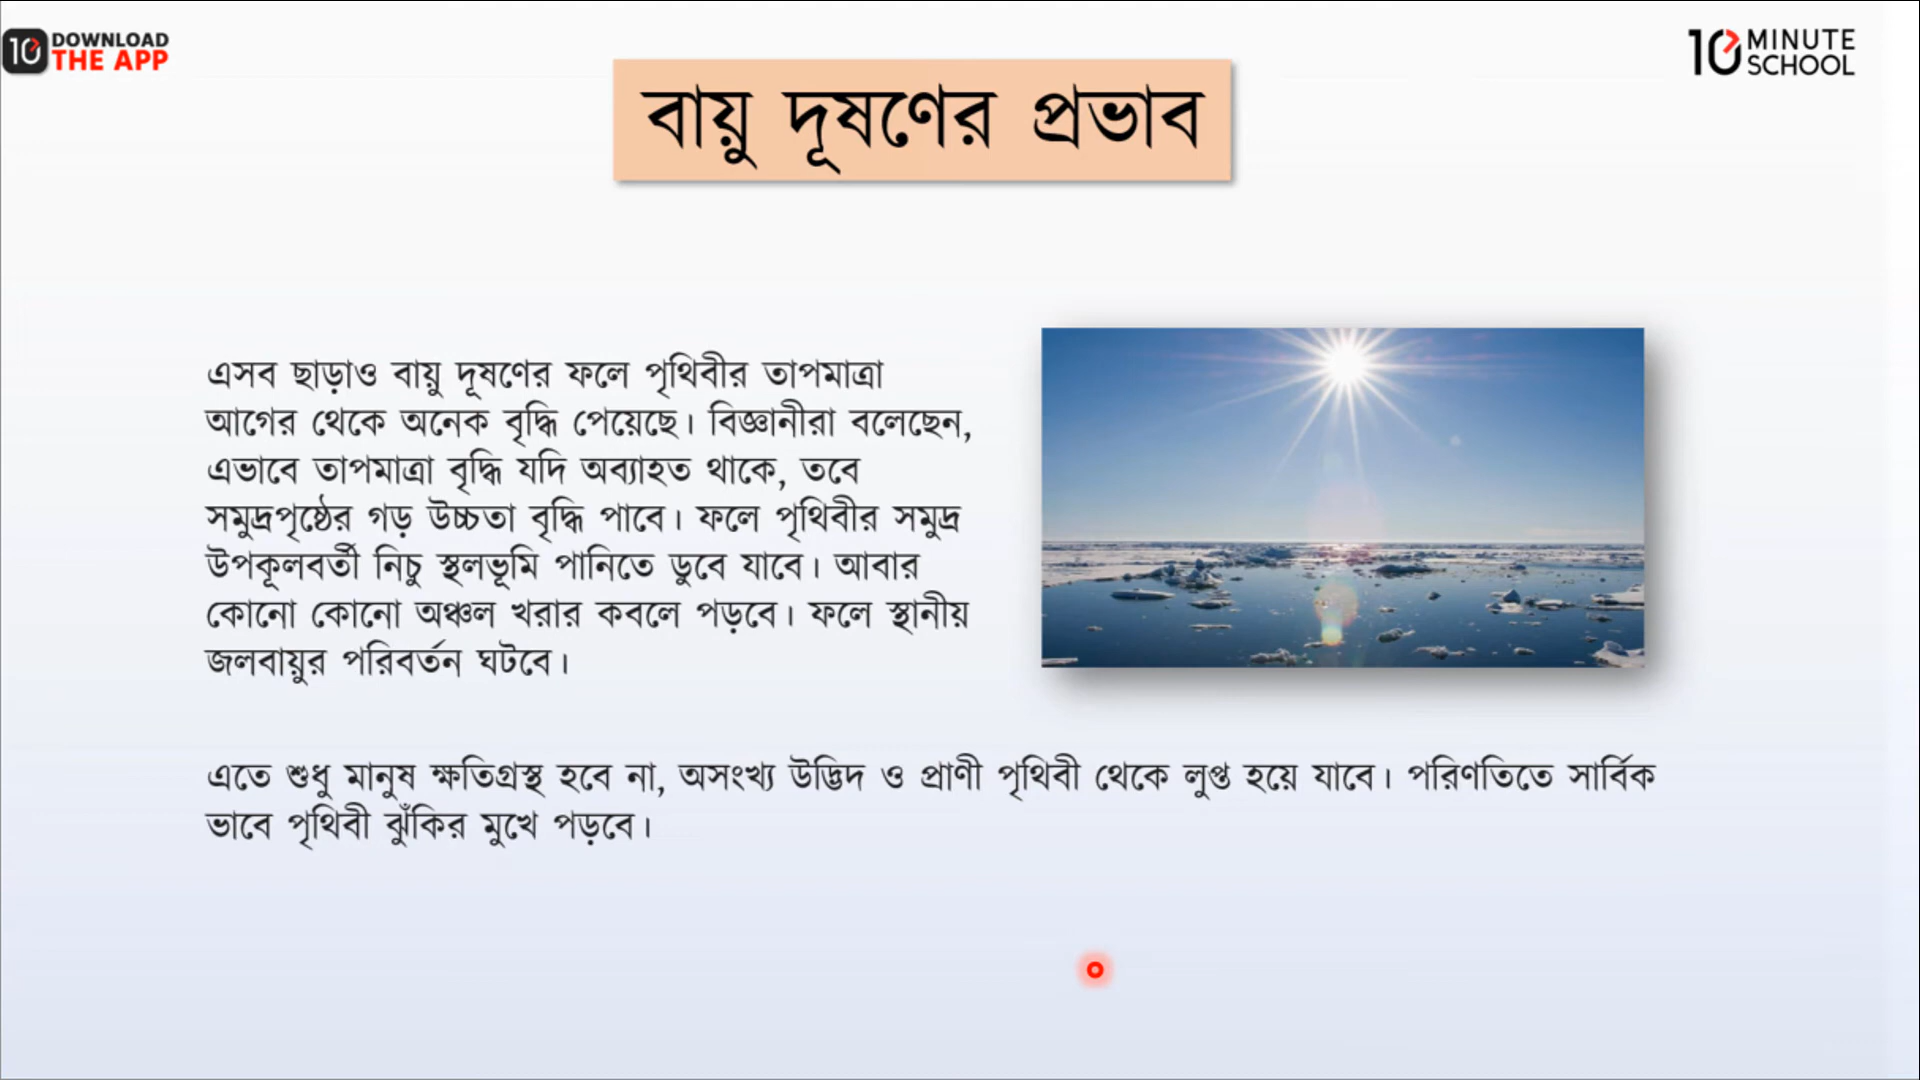 DOWNLOAD
THE APP
10 MINUTE
SCHOOL
বায়ু দূষণের প্রভাব
এসব ছাড়াও বায়ু দূষণের ফলে পৃথিবীর তাপমাত্রা
আগের থেকে অনেক বৃদ্ধি পেয়েছে। বিজ্ঞানীরা বলেছেন,
এভাবে তাপমাত্রা বৃদ্ধি যদি অব্যাহত থাকে, তবে
সমুদ্রপৃষ্ঠের গড় উচ্চতা বৃদ্ধি পাবে। ফলে পৃথিবীর সমুদ্র
উপকূলবর্তী নিচু স্থলভূমি পানিতে ডুবে যাবে। আবার
কোনো কোনো অঞ্চল খরার কবলে পড়বে। ফলে স্থানীয়
জলবায়ুর পরিবর্তন ঘটবে।
এতে শুধু মানুষ ক্ষতিগ্রস্থ হবে না, অসংখ্য উদ্ভিদ ও প্রাণী পৃথিবী থেকে লুপ্ত হয়ে যাবে। পরিণতিতে সার্বিক
ভাবে পৃথিবী ঝুঁকির মুখে পড়বে।